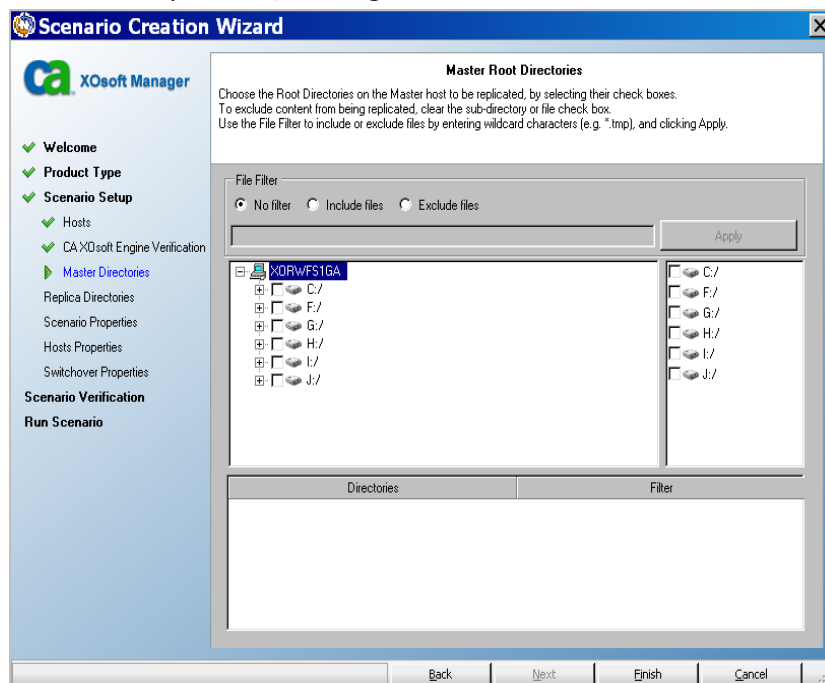 Scenario Creation Wizard
ca XOsoft Manager
Welcome
Product Type
Scenario Setup
Hosts
CA XOsoft Engine Verification
Master Directories
Replica Directories
Scenario Properties
Hosts Properties
Switchover Properties
Scenario Verification
Run Scenario
Master Root Directories
Choose the Root Directories on the Master host to be replicated, by selecting their check boxes.
To exclude content from being replicated, clear the sub-directory or file check box.
Use the File Filter to include or exclude files by entering wildcard characters (e.g. *.tmp), and clicking Apply.
File Filter
No filter Include files Exclude files
Apply
XORWFS1GA
C:/
F:/
G:/
H:/
I:/
J:/
C:/
F:/
G:/
H:/
I:/
J:/
Directories Filter
Back Next Finish Cancel